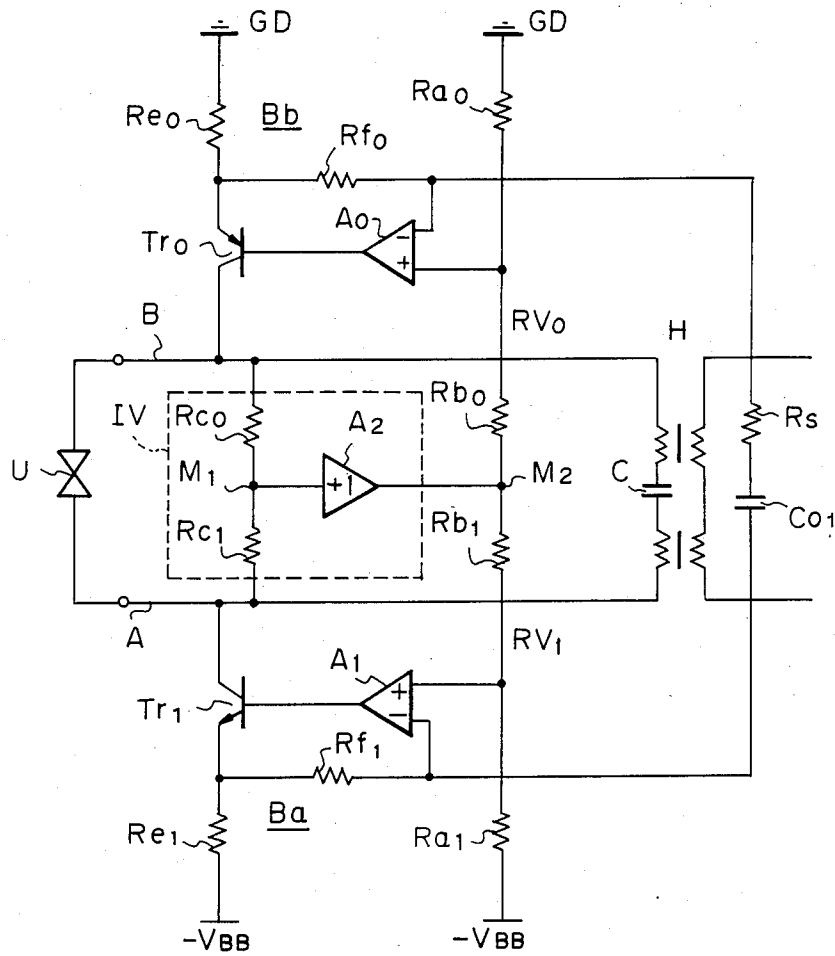 GD GD
Re0 Bb Ra0
Rf0
A0
Tr0 −
+
RV0
B H
Rc0 A2 Rb0 Rs
IV
U M1 +1 M2 C
Rc1 Rb1 Co1
A
RV1
A1
Tr1 +
−
Rf1
Ba
Re1 Ra1
-VBB -VBB